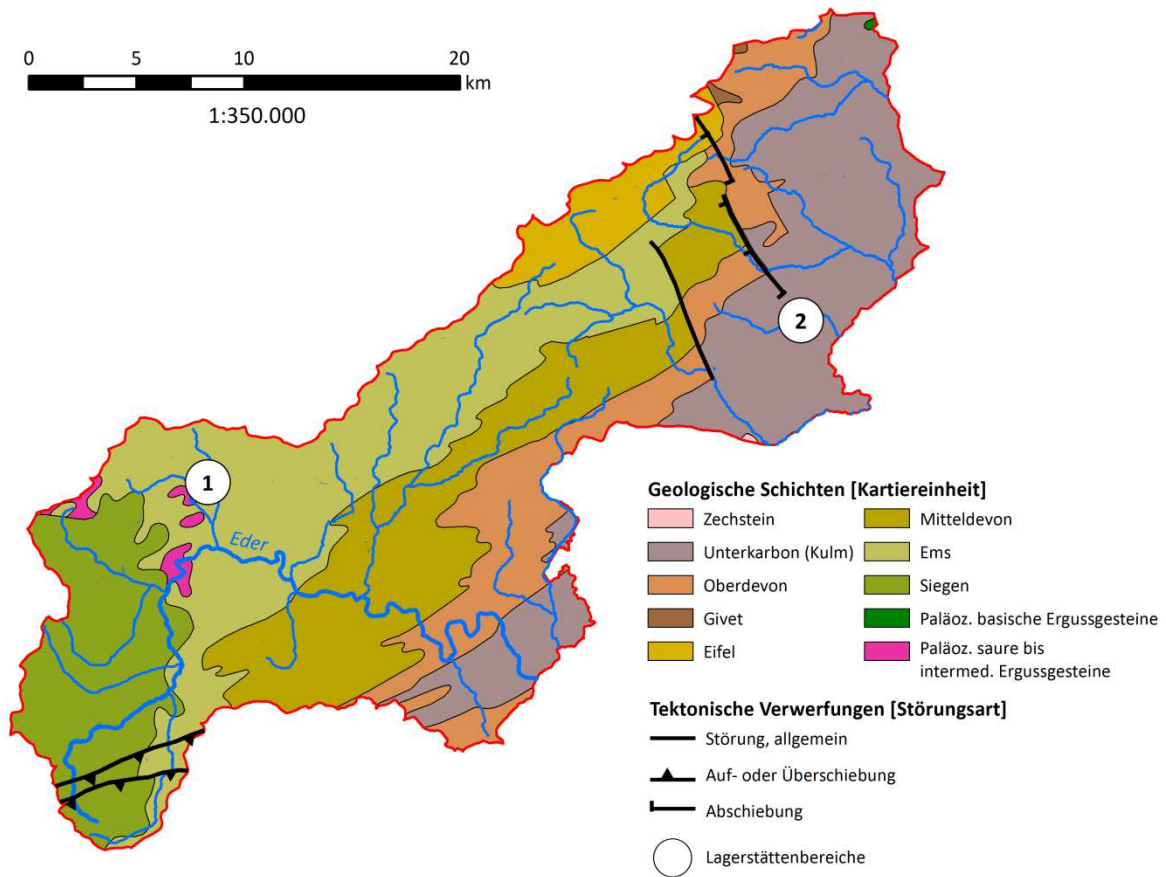 0 5 10 20
km
1:350.000
2
1
Eder
Geologische Schichten [Kartiereinheit]
Zechstein
Unterkarbon (Kulm)
Oberdevon
Givet
Eifel
Mitteldevon
Ems
Siegen
Paläoz. basische Ergussgesteine
Paläoz. saure bis
intermed. Ergussgesteine
Tektonische Verwerfungen [Störungsart]
Störung, allgemein
Auf- oder Überschiebung
Abschiebung
Lagerstättenbereiche